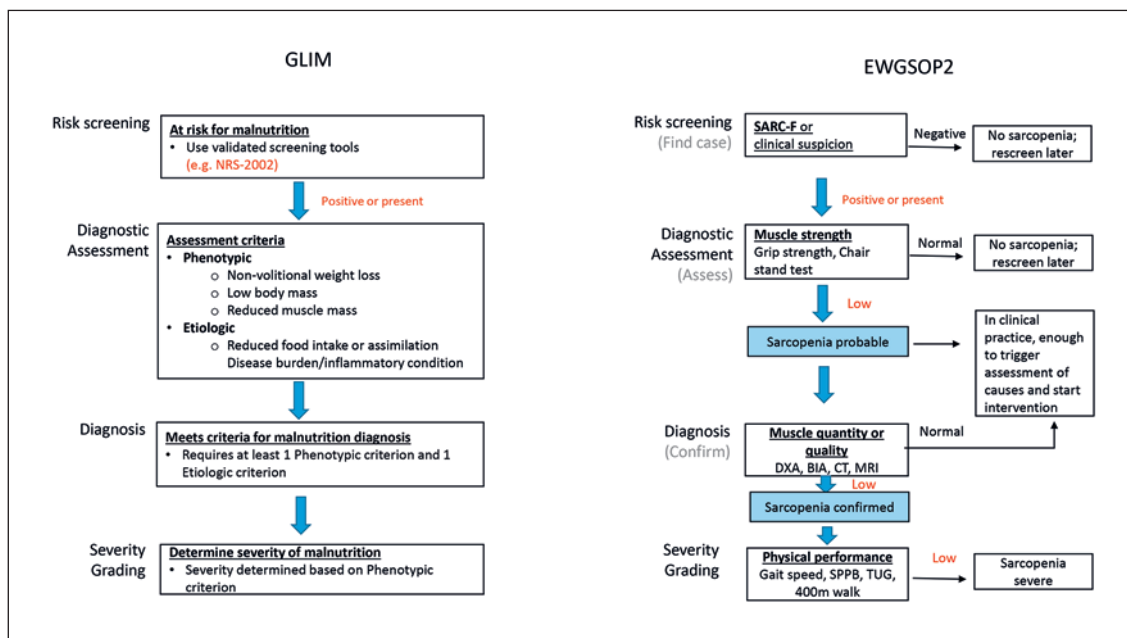 GLIM
Risk screening
At risk for malnutrition
• Use validated screening tools
(e.g. NRS-2002)
Positive or present
Diagnostic
Assessment
Assessment criteria
• Phenotypic
o Non-volitional weight loss
o Low body mass
o Reduced muscle mass
• Etiologic
o Reduced food intake or assimilation
Disease burden/inflammatory condition
Diagnosis
Meets criteria for malnutrition diagnosis
• Requires at least 1 Phenotypic criterion and 1
Etiologic criterion
Severity
Grading
Determine severity of malnutrition
• Severity determined based on Phenotypic
criterion
EWGSOP2
Risk screening
(Find case)
SARC-F or
clinical suspicion
Negative
No sarcopenia;
rescreen later
Positive or present
Diagnostic
Assessment
(Assess)
Muscle strength
Grip strength, Chair
stand test
Normal
No sarcopenia;
rescreen later
Low
Sarcopenia probable
In clinical
practice, enough
to trigger
assessment of
causes and start
intervention
Diagnosis
(Confirm)
Muscle quantity or
quality
DXA, BIA, CT, MRI
Normal
Low
Sarcopenia confirmed
Severity
Grading
Physical performance
Gait speed, SPPB, TUG,
400m walk
Low
Sarcopenia
severe